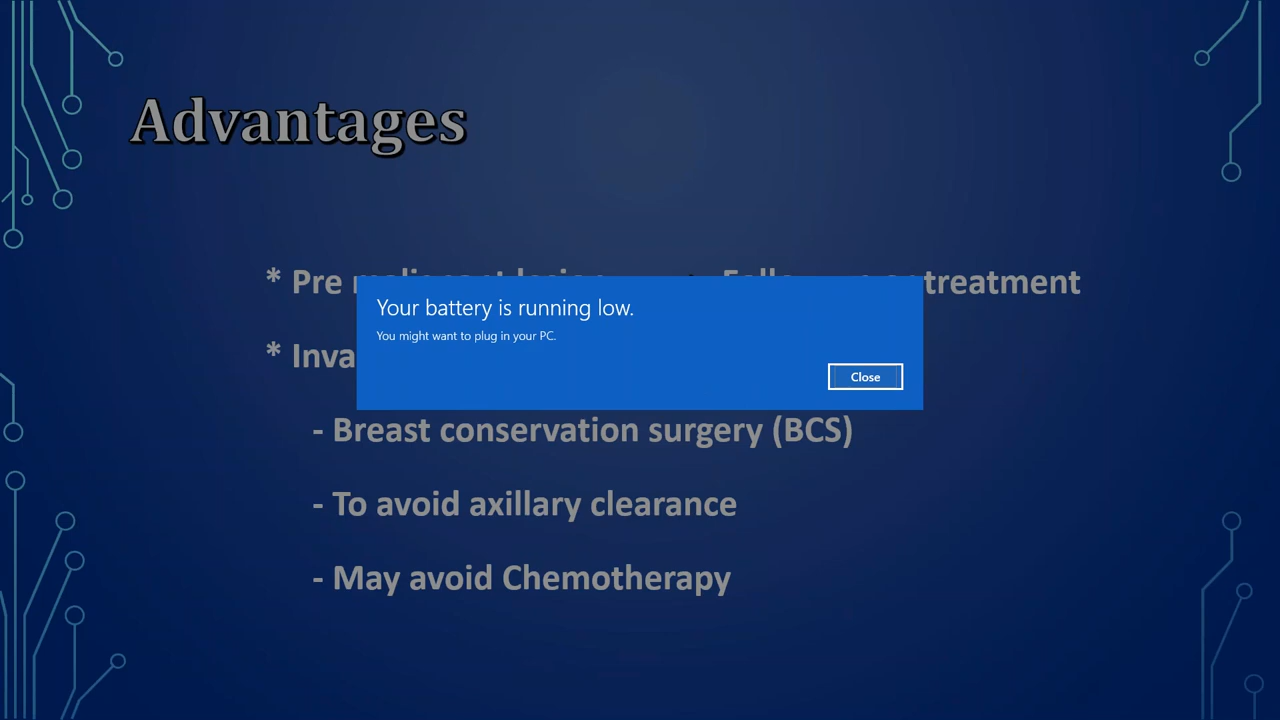 Advantages
* Pre malignant lesion Follow up or treatment
Your battery is running low.
You might want to plug in your PC.
* Inva
Close
- Breast conservation surgery (BCS)
- To avoid axillary clearance
- May avoid Chemotherapy